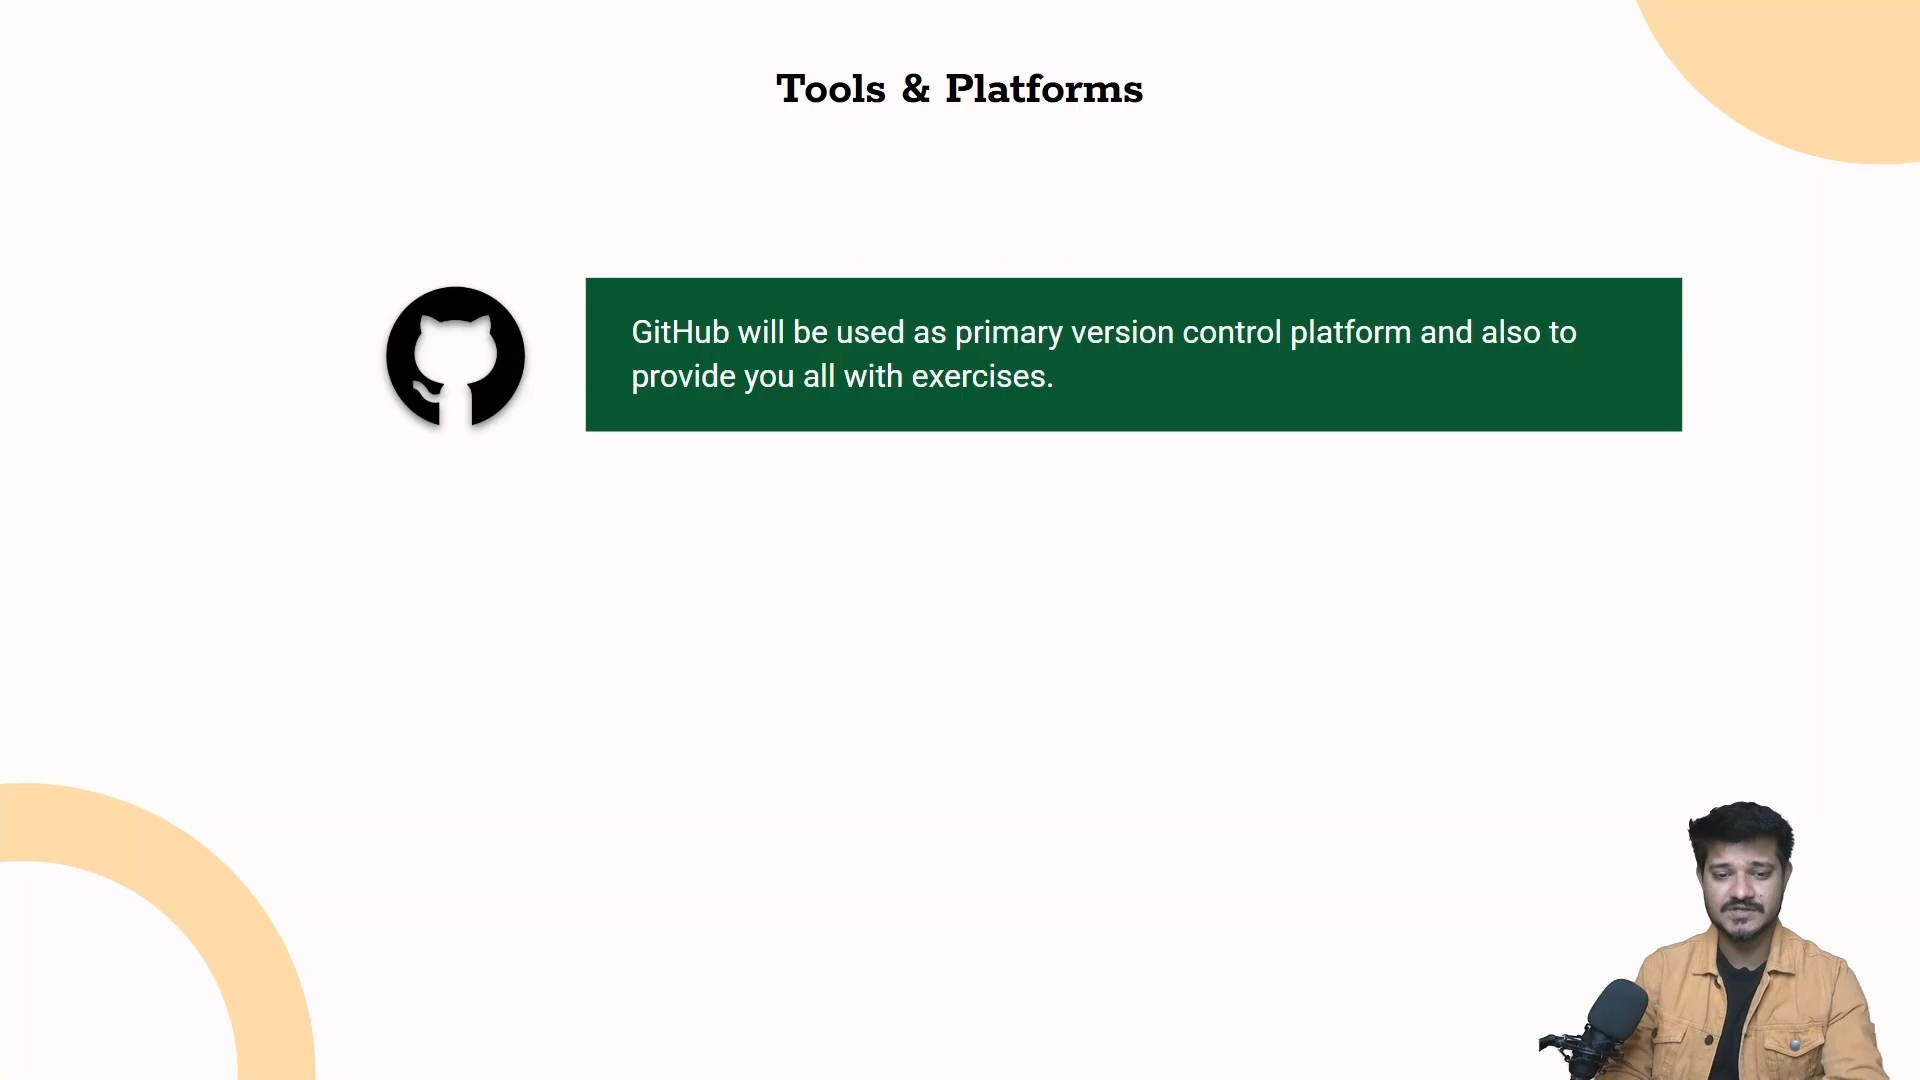 Tools & Platforms
GitHub will be used as primary version control platform and also to
provide you all with exercises.